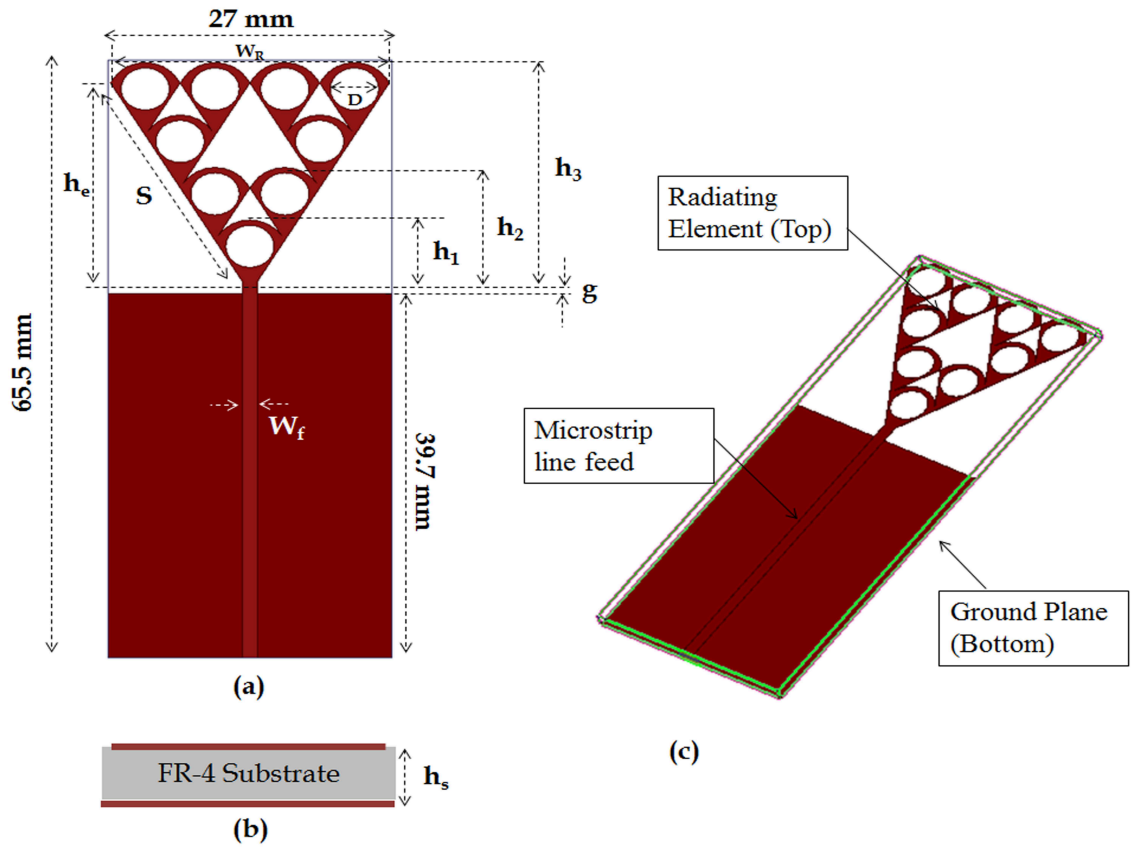 27 mm
W_R
D
h_e
S
h_3
h_2
h_1
g
65.5 mm
W_f
39.7 mm
(a)
FR-4 Substrate
h_s
(b)
Radiating
Element (Top)
Microstrip
line feed
Ground Plane
(Bottom)
(c)